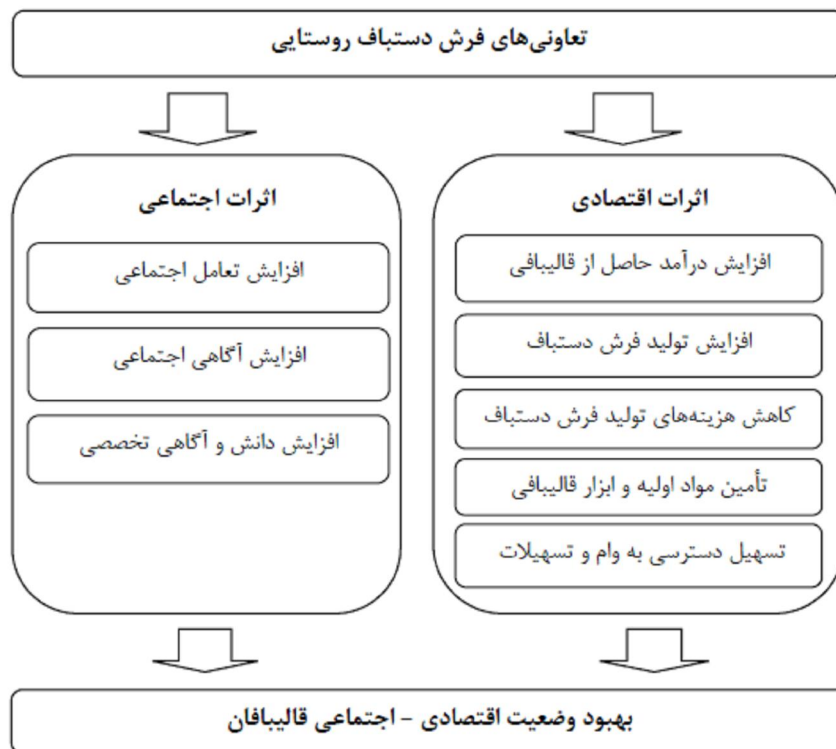 تعاونی‌های فرش دستباف روستایی
اثرات اقتصادی
افزایش درآمد حاصل از قالیبافی
افزایش تولید فرش دستباف
کاهش هزینه‌های تولید فرش دستباف
تأمین مواد اولیه و ابزار قالیبافی
تسهیل دسترسی به وام و تسهیلات
اثرات اجتماعی
افزایش تعامل اجتماعی
افزایش آگاهی اجتماعی
افزایش دانش و آگاهی تخصصی
بهبود وضعیت اقتصادی – اجتماعی قالیبافان